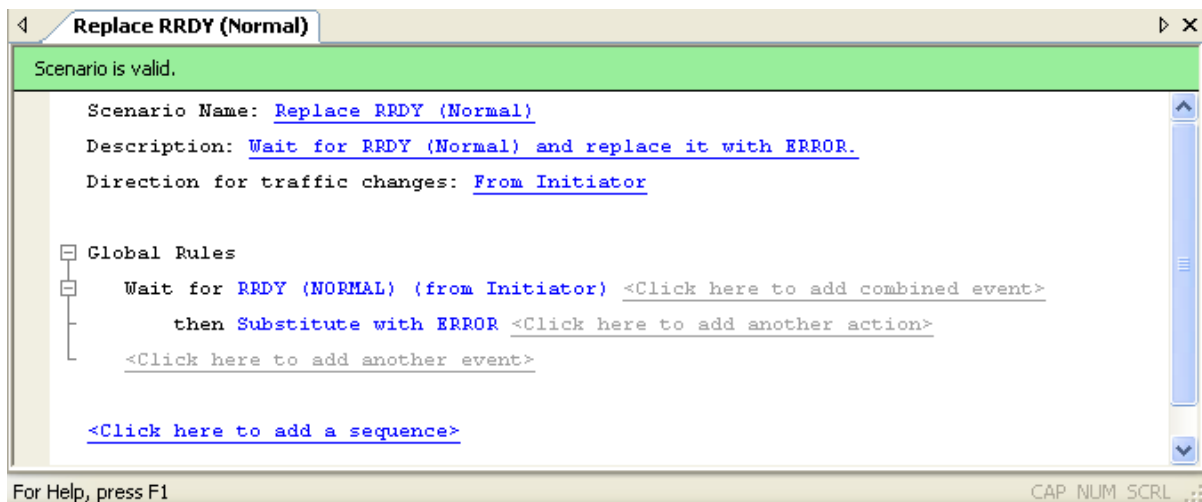 Replace RRDY (Normal)
Scenario is valid.
Scenario Name: Replace RRDY (Normal)
Description: Wait for RRDY (Normal) and replace it with ERROR.
Direction for traffic changes: From Initiator
Global Rules
Wait for RRDY (NORMAL) (from Initiator) <Click here to add combined event>
then Substitute with ERROR <Click here to add another action>
<Click here to add another event>
<Click here to add a sequence>
For Help, press F1 CAP NUM SCRL